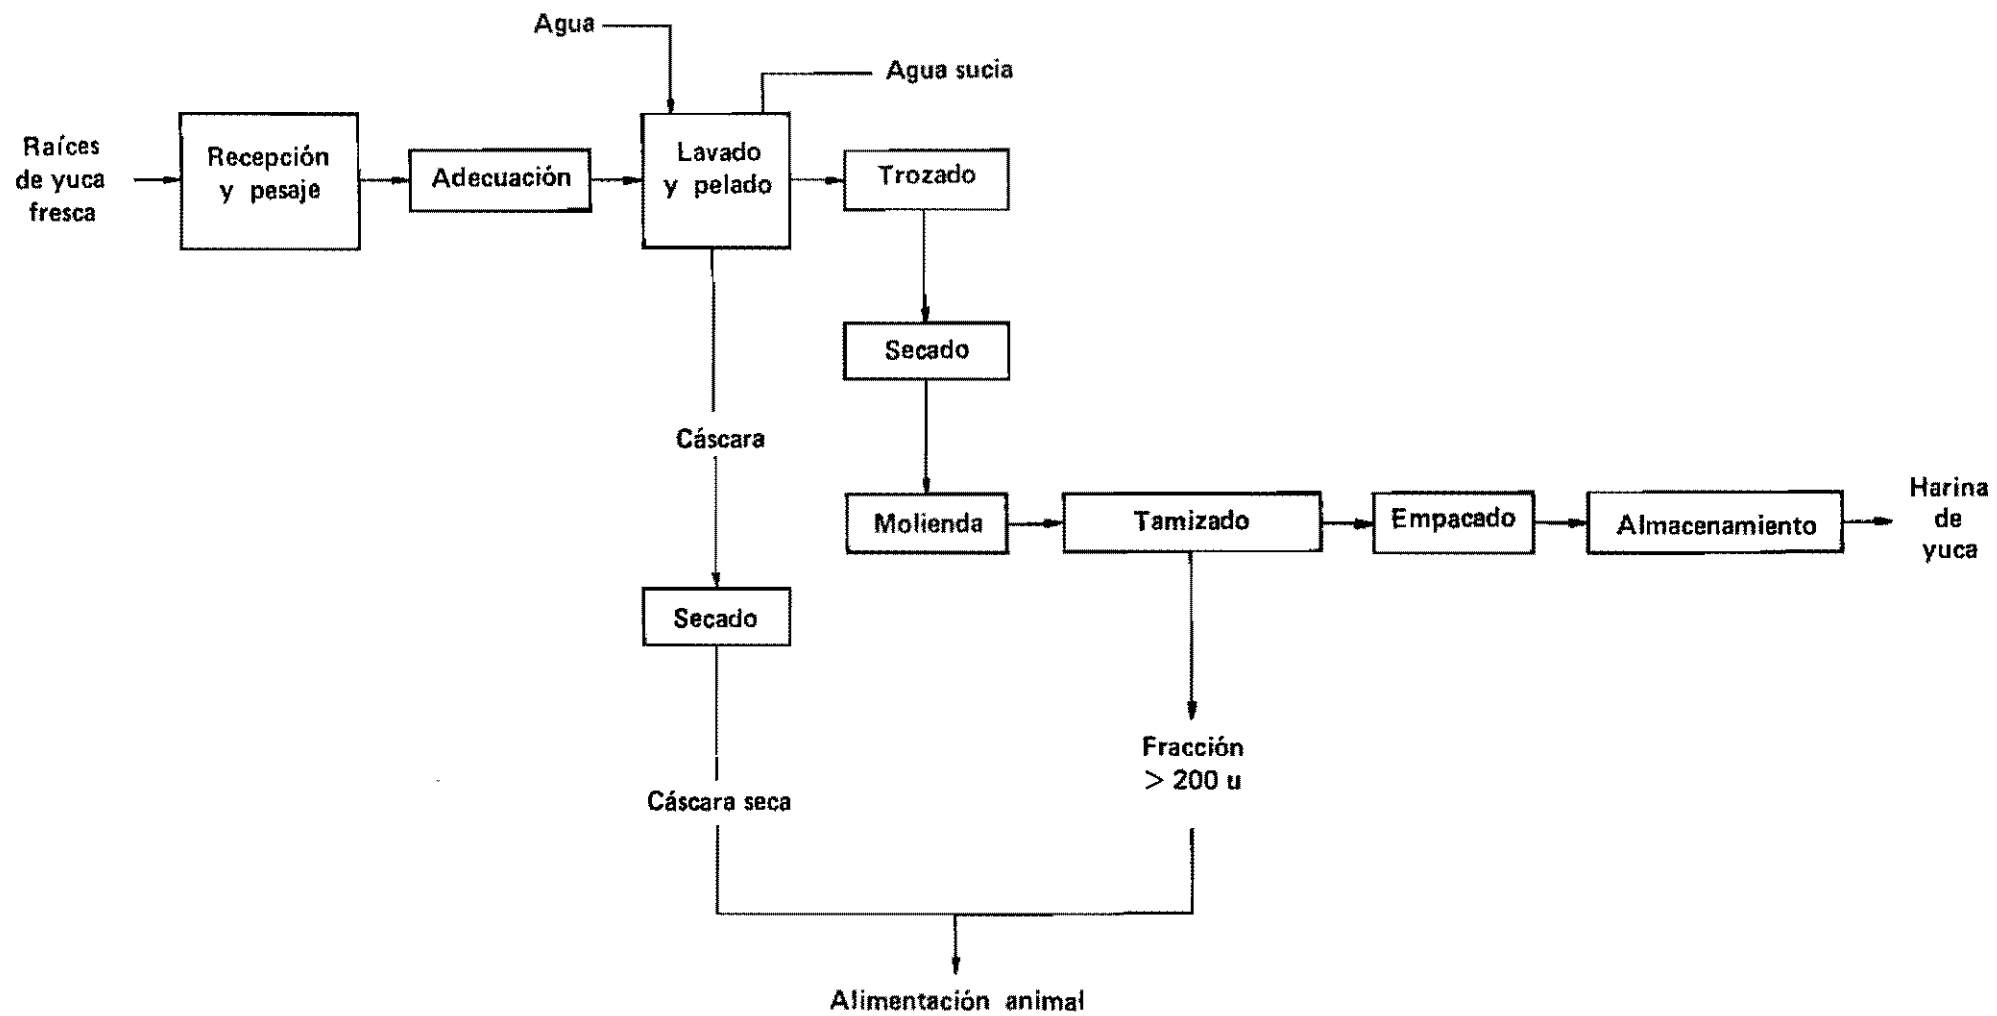 Agua
Agua sucia
Raíces
de yuca
fresca
Recepción
y pesaje
Adecuación
Lavado
y pelado
Trozado
Secado
Cáscara
Molienda
Tamizado
Empacado
Almacenamiento
Harina
de
yuca
Secado
Fracción
> 200 u
Cáscara seca
Alimentación animal